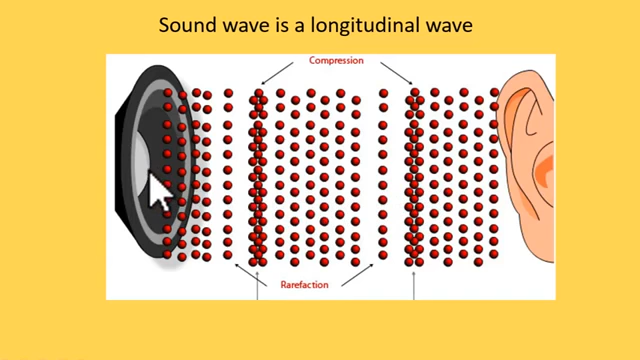 Sound wave is a longitudinal wave
Compression
Rarefaction